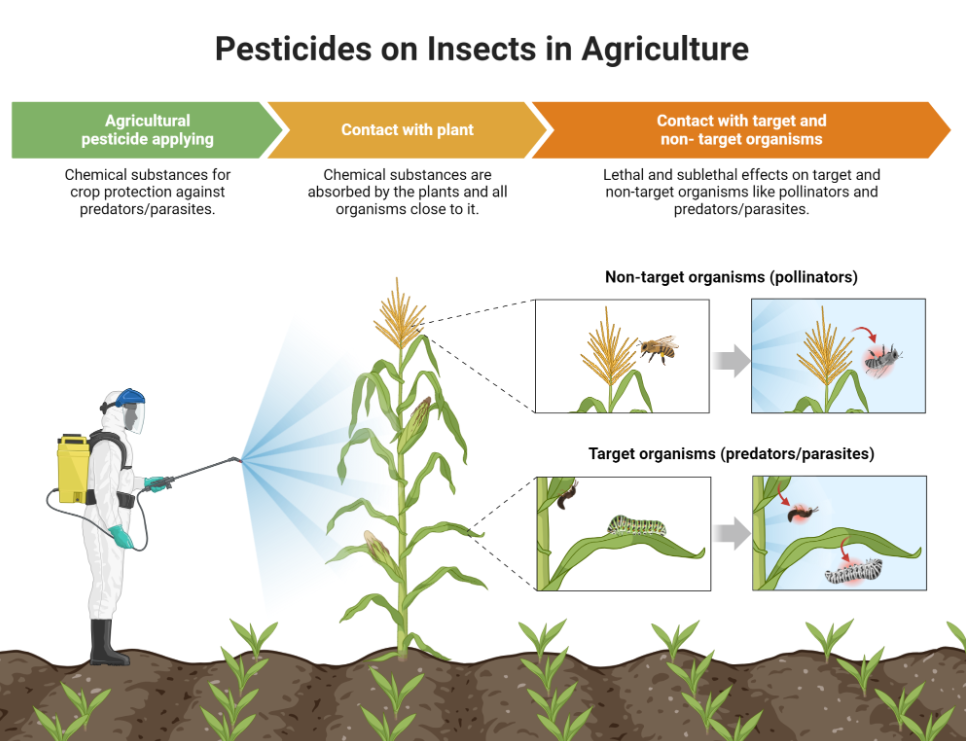 Pesticides on Insects in Agriculture
Agricultural
pesticide applying
Contact with plant
Contact with target and
non- target organisms
Chemical substances for
crop protection against
predators/parasites.
Chemical substances are
absorbed by the plants and all
organisms close to it.
Lethal and sublethal effects on target and
non-target organisms like pollinators and
predators/parasites.
Non-target organisms (pollinators)
Target organisms (predators/parasites)